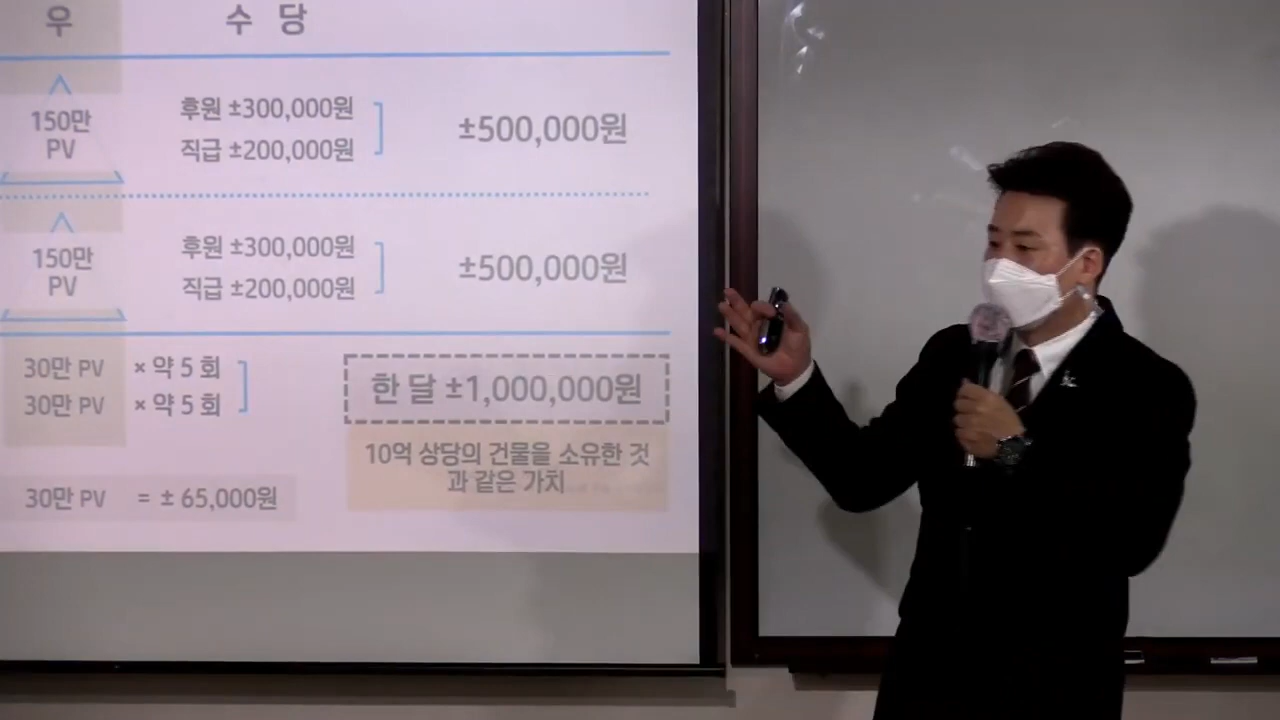 우 수 당
150만
PV
후원 ±300,000원
직급 ±200,000원
±500,000원
150만
PV
후원 ±300,000원
직급 ±200,000원
±500,000원
30만 PV × 약 5 회
30만 PV × 약 5 회
한 달 ±1,000,000원
10억 상당의 건물을 소유한 것
과 같은 가치
30만 PV = ± 65,000원